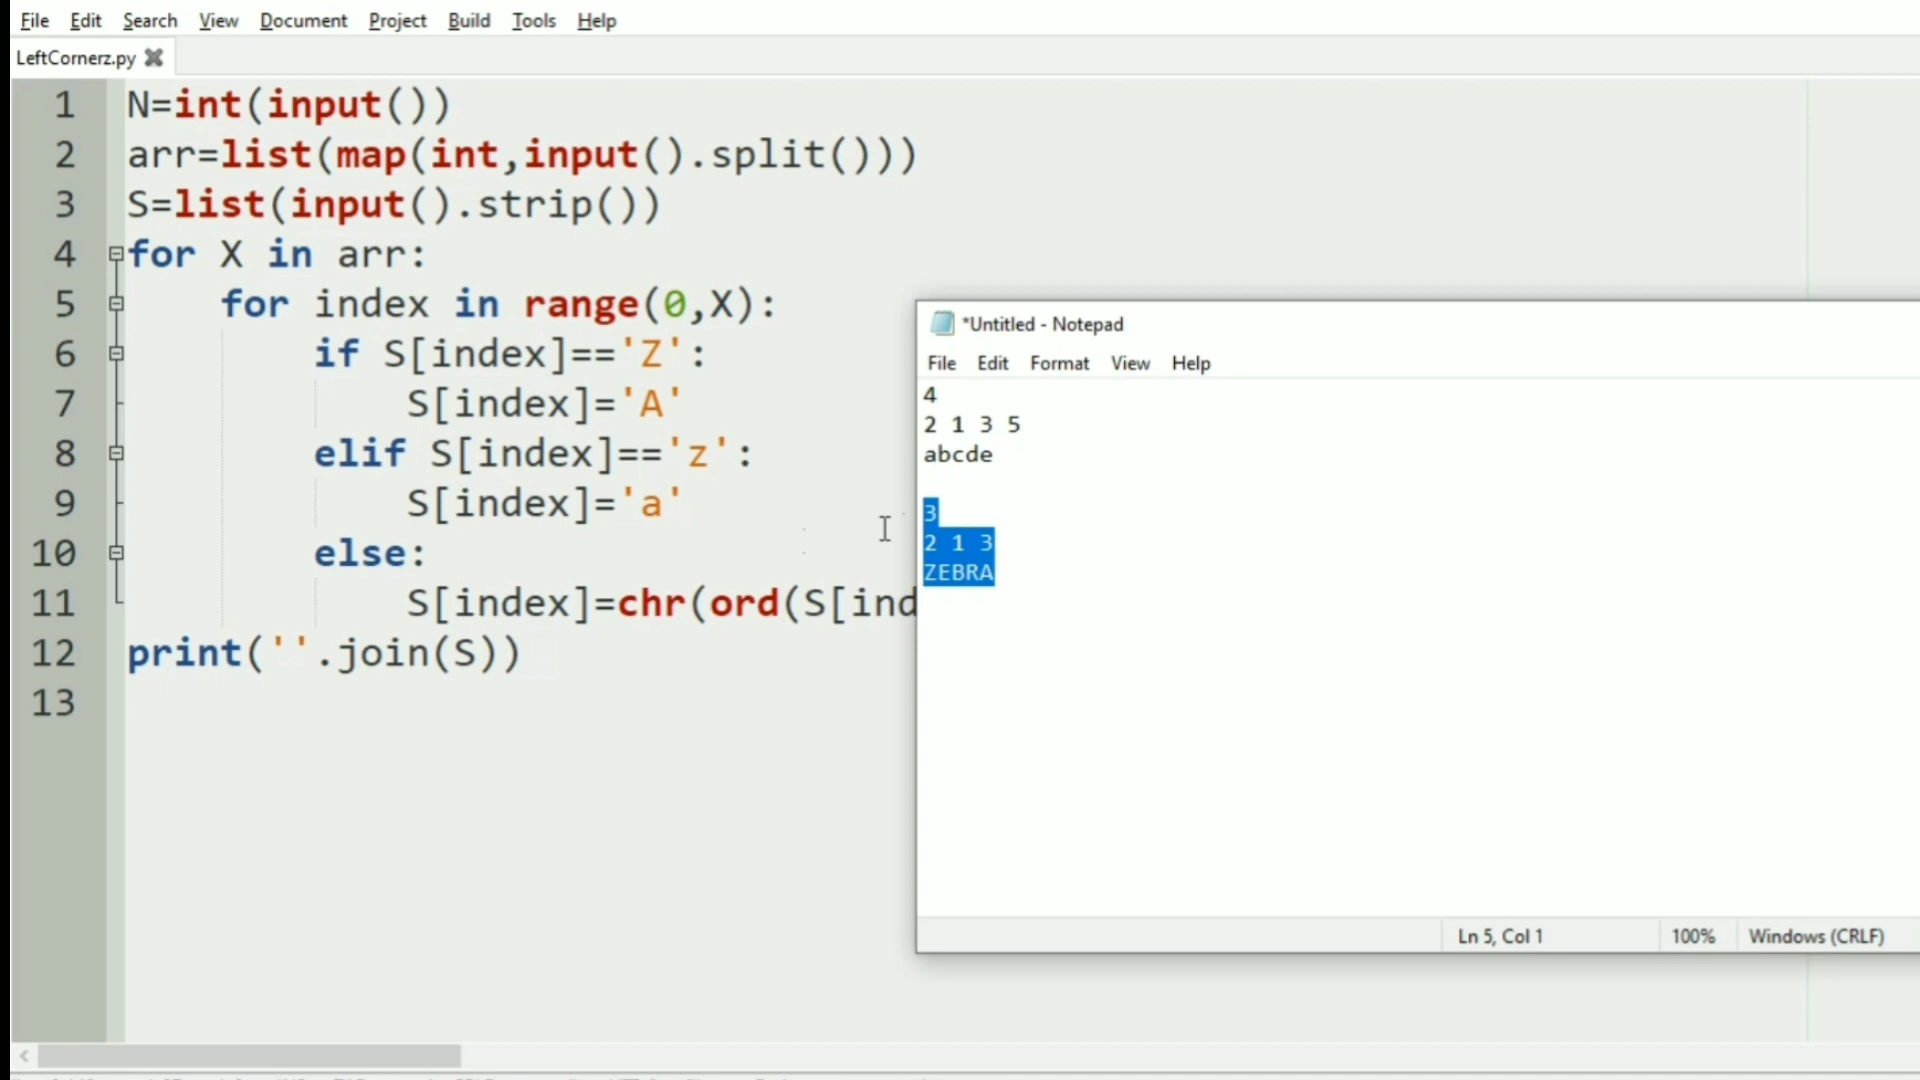 File Edit Search View Document Project Build Tools Help
LeftCornerz.py
1 N=int(input())
2 arr=list(map(int,input().split()))
3 S=list(input().strip())
4 for X in arr:
5 for index in range(0,X):
6 if S[index]=='Z':
7 S[index]='A'
8 elif S[index]=='z':
9 S[index]='a'
10 else:
11 S[index]=chr(ord(S[ind
12 print(''.join(S))
13
*Untitled - Notepad
File Edit Format View Help
4
2 1 3 5
abcde
3
2 1 3
ZEBRA
Ln 5, Col 1 100% Windows (CRLF)